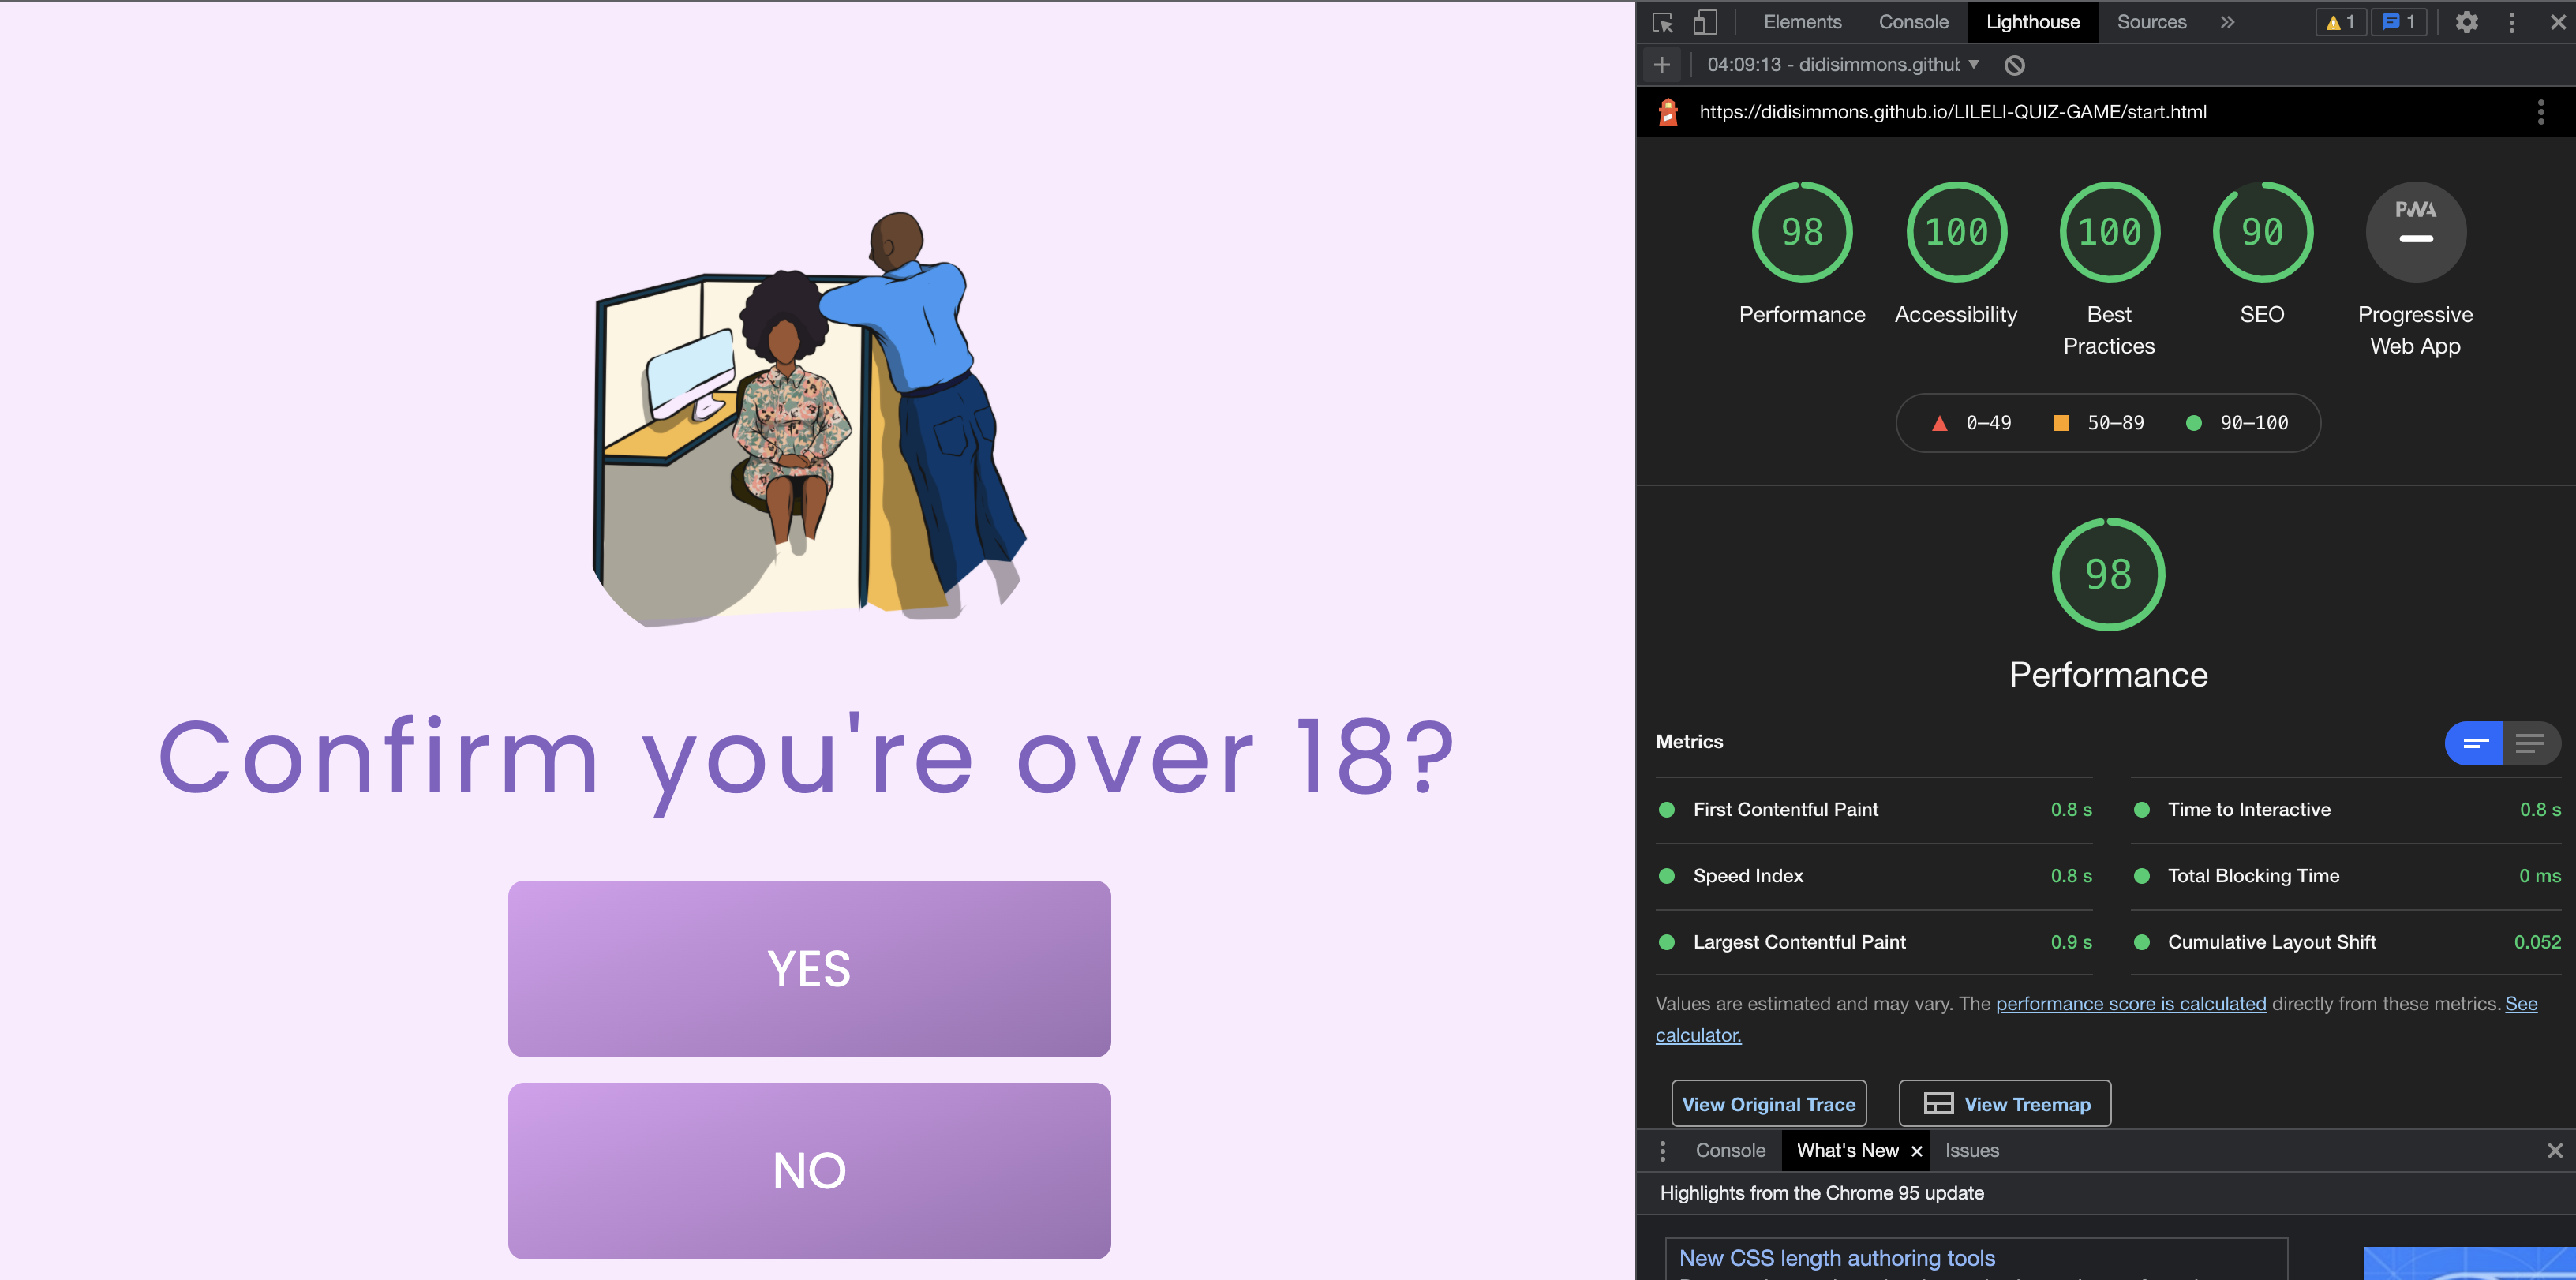 Confirm you're over 18?
YES
NO
Elements Console Lighthouse Sources 1 1
04:09:13 - didisimmons.githul
https://didisimmons.github.io/LILELI-QUIZ-GAME/start.html
98 100 100 90 PWA
Performance Accessibility Best Practices SEO Progressive Web App
0–49 50–89 90–100
98
Performance
Metrics
First Contentful Paint 0.8 s
Time to Interactive 0.8 s
Speed Index 0.8 s
Total Blocking Time 0 ms
Largest Contentful Paint 0.9 s
Cumulative Layout Shift 0.052
Values are estimated and may vary. The performance score is calculated directly from these metrics. See
calculator.
View Original Trace View Treemap
Console What's New Issues
Highlights from the Chrome 95 update
New CSS length authoring tools